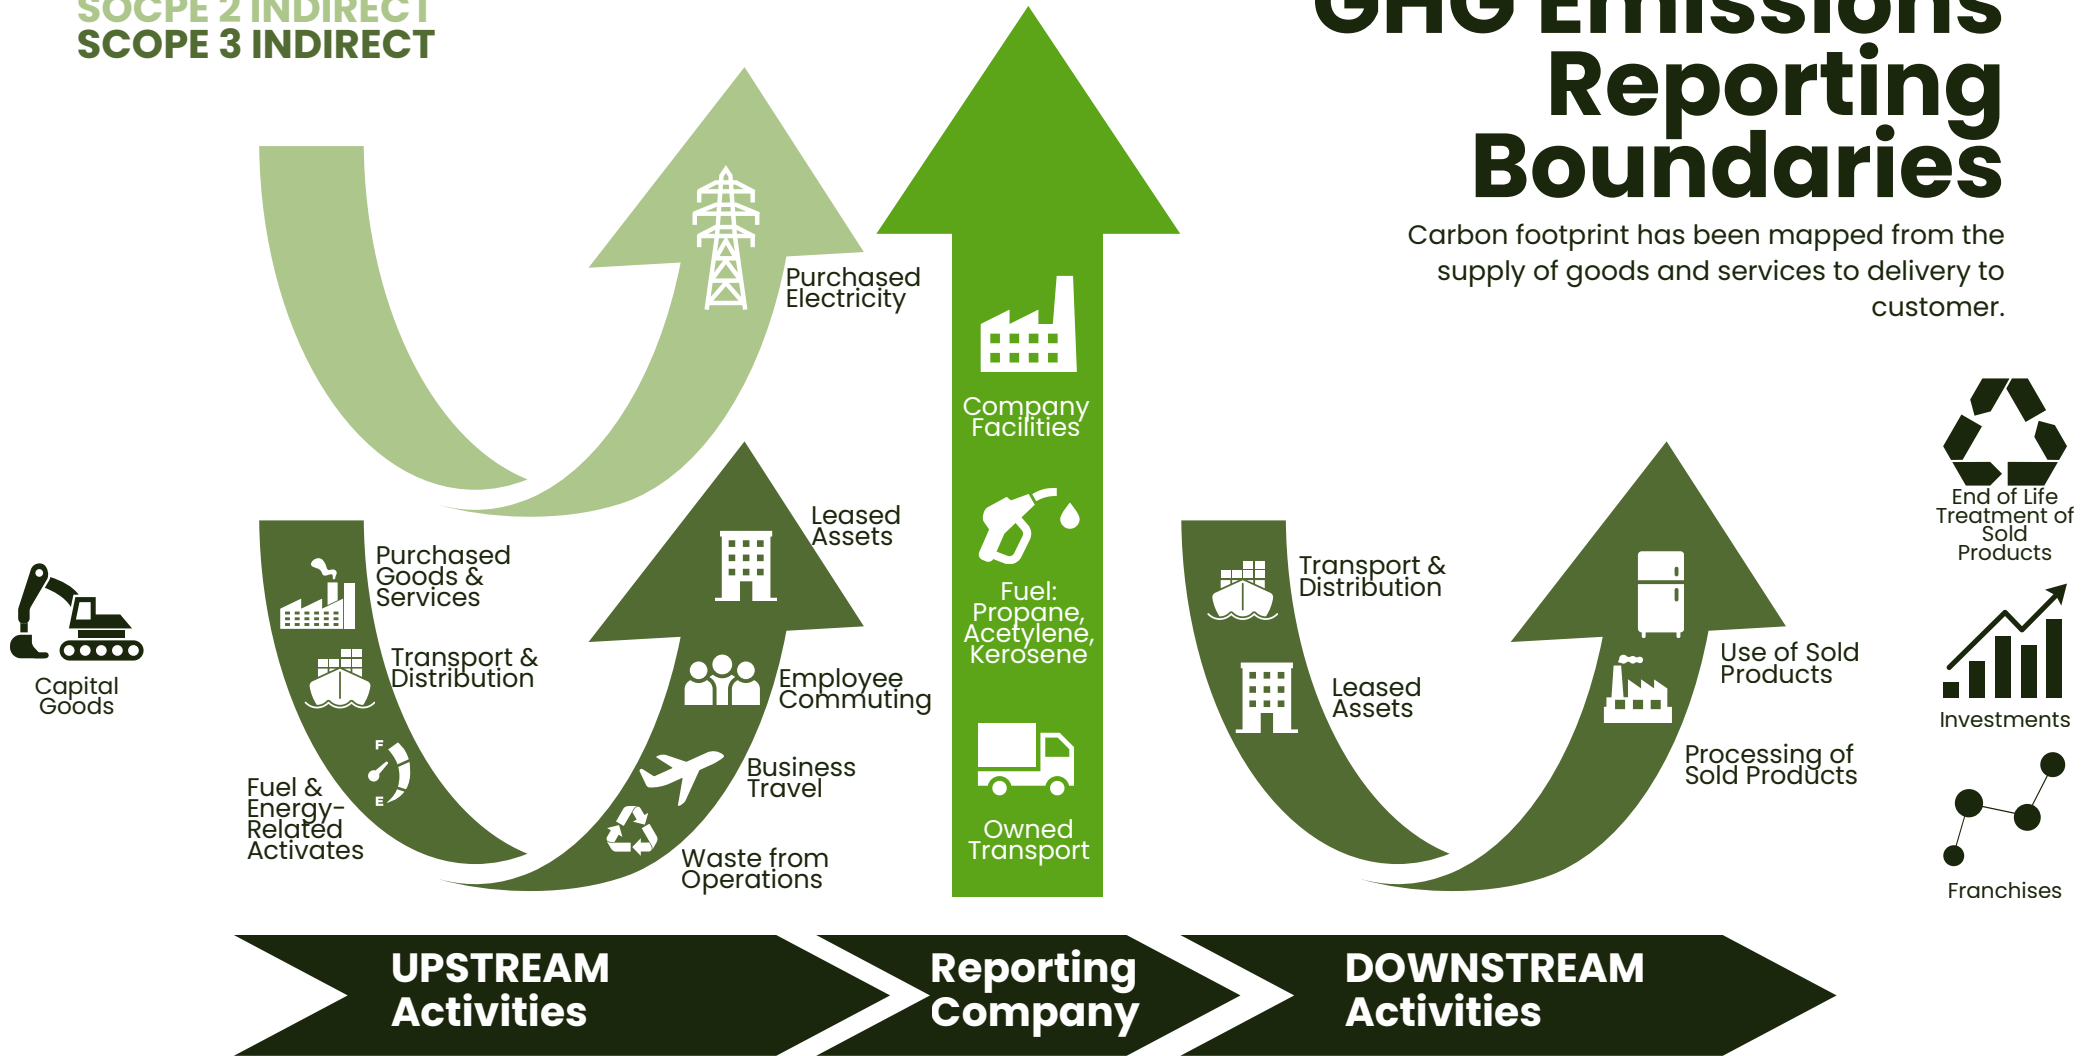 SOCPE 2 INDIRECT
SCOPE 3 INDIRECT
GHG Emissions
Reporting
Boundaries
Carbon footprint has been mapped from the
supply of goods and services to delivery to
customer.
Purchased
Electricity
Company
Facilities
Fuel:
Propane,
Acetylene,
Kerosene
Owned
Transport
Capital
Goods
Purchased
Goods &
Services
Transport &
Distribution
F
E
Fuel &
Energy-
Related
Activates
Leased
Assets
Employee
Commuting
Business
Travel
Waste from
Operations
Transport &
Distribution
Leased
Assets
Use of Sold
Products
Processing of
Sold Products
End of Life
Treatment of
Sold
Products
Investments
Franchises
UPSTREAM
Activities
Reporting
Company
DOWNSTREAM
Activities